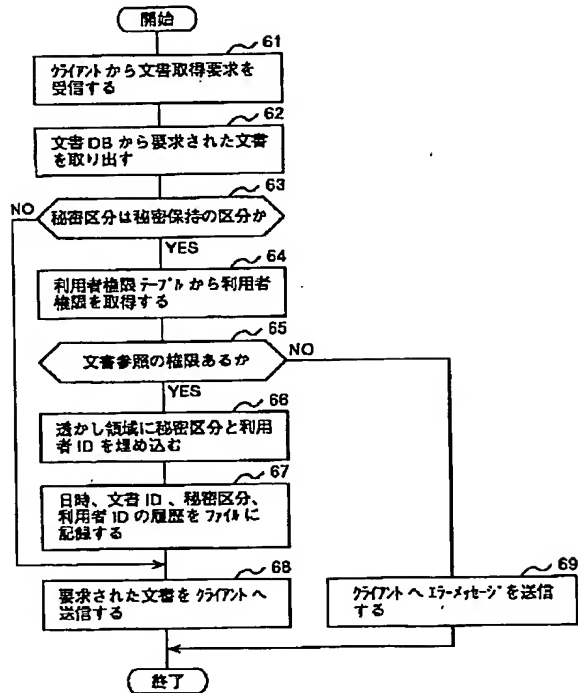 開始
61
クライアントから文書取得要求を
受信する
62
文書DBから要求された文書
を取り出す
63
NO
秘密区分は秘密保持の区分か
YES
64
利用者権限テーブルから利用者
権限を取得する
65
文書参照の権限あるか
NO
YES
66
透かし領域に秘密区分と利用
者IDを埋め込む
67
日時、文書ID、秘密区分、
利用者IDの履歴をファイルに
記録する
68
要求された文書をクライアントへ
送信する
69
クライアントへエラーメッセージを送信
する
終了